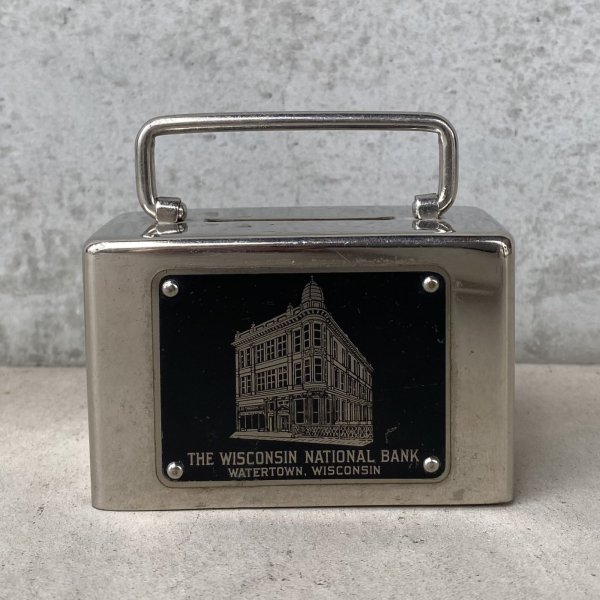 THE WISCONSIN NATIONAL BANK
WATERTOWN, WISCONSIN